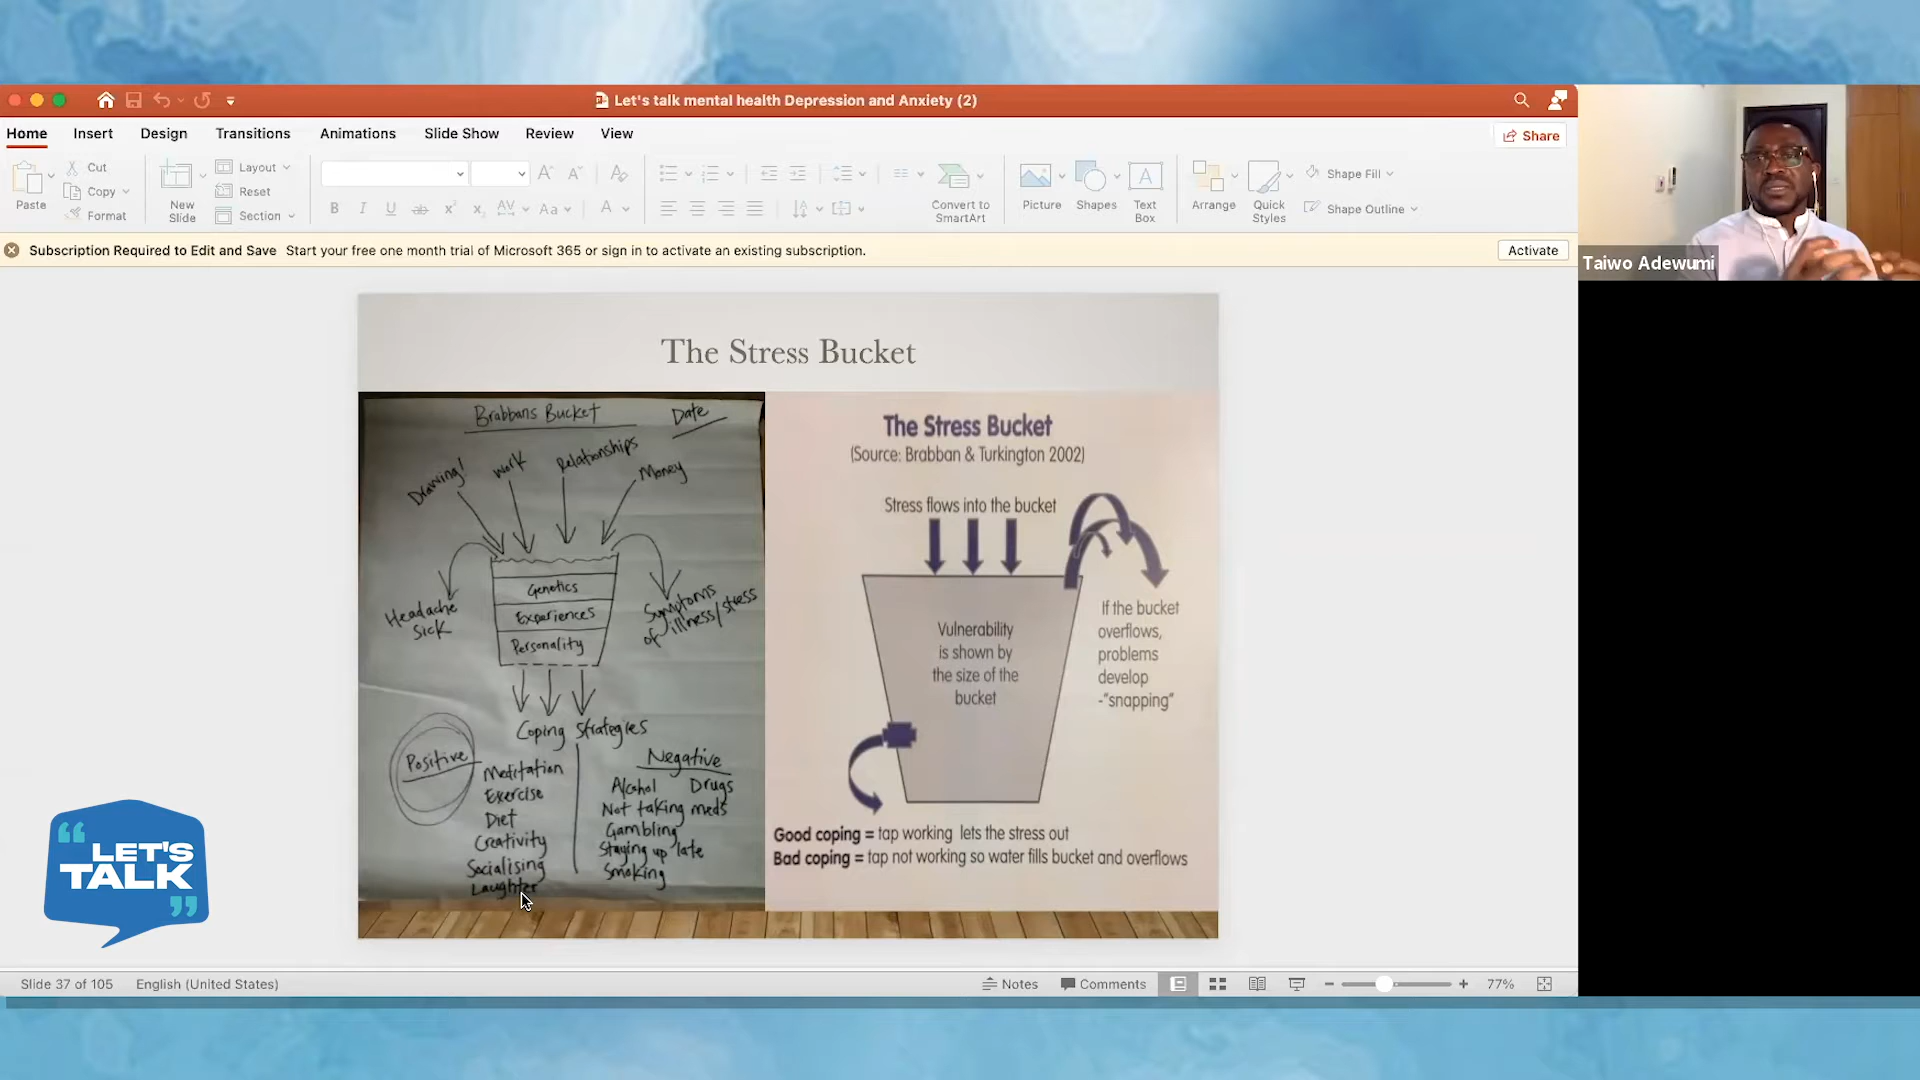 Let's talk mental health Depression and Anxiety (2)
Home Insert Design Transitions Animations Slide Show Review View
Share
Paste
Cut
Copy
Format
New Slide
Layout
Reset
Section
Convert to SmartArt
Picture
Shapes
Text Box
Arrange
Quick Styles
Shape Fill
Shape Outline
Subscription Required to Edit and Save Start your free one month trial of Microsoft 365 or sign in to activate an existing subscription.
Activate
Taiwo Adewumi
The Stress Bucket
Brabbans Bucket
Date
Drawing! Work Relationships Money
Genetics
Experiences
Personality
Headache
Sick
Symptoms
of illness/stress
Coping Strategies
Positive
Meditation
Exercise
Diet
Creativity
Socialising
Laughter
Negative
Alcohol Drugs
Not taking meds
Gambling
Staying up late
Smoking
The Stress Bucket
(Source: Brabban & Turkington 2002)
Stress flows into the bucket
Vulnerability
is shown by
the size of the
bucket
If the bucket
overflows,
problems
develop
-"snapping"
Good coping = tap working lets the stress out
Bad coping = tap not working so water fills bucket and overflows
LET'S
TALK
Slide 37 of 105 English (United States)
Notes Comments 77%